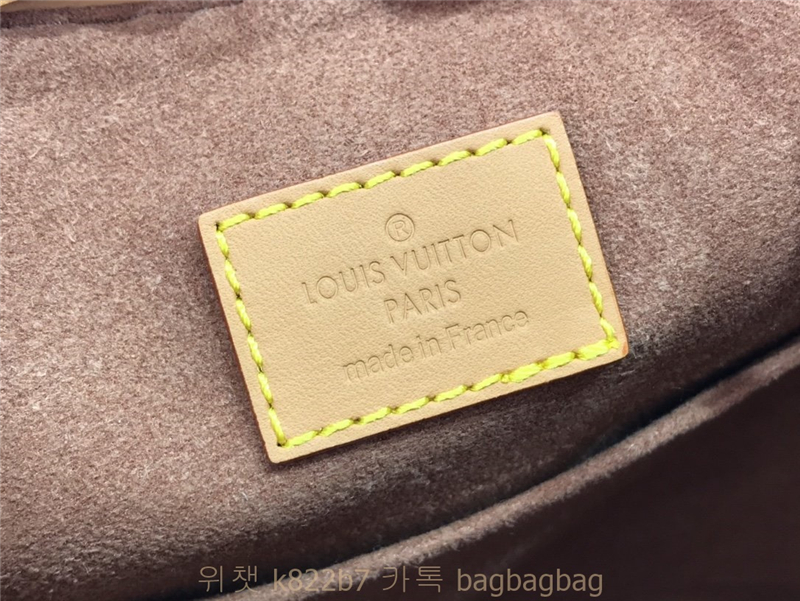 ®
LOUIS VUITTON
PARIS
made in France
위챗 k822b7 카톡 bagbagbag